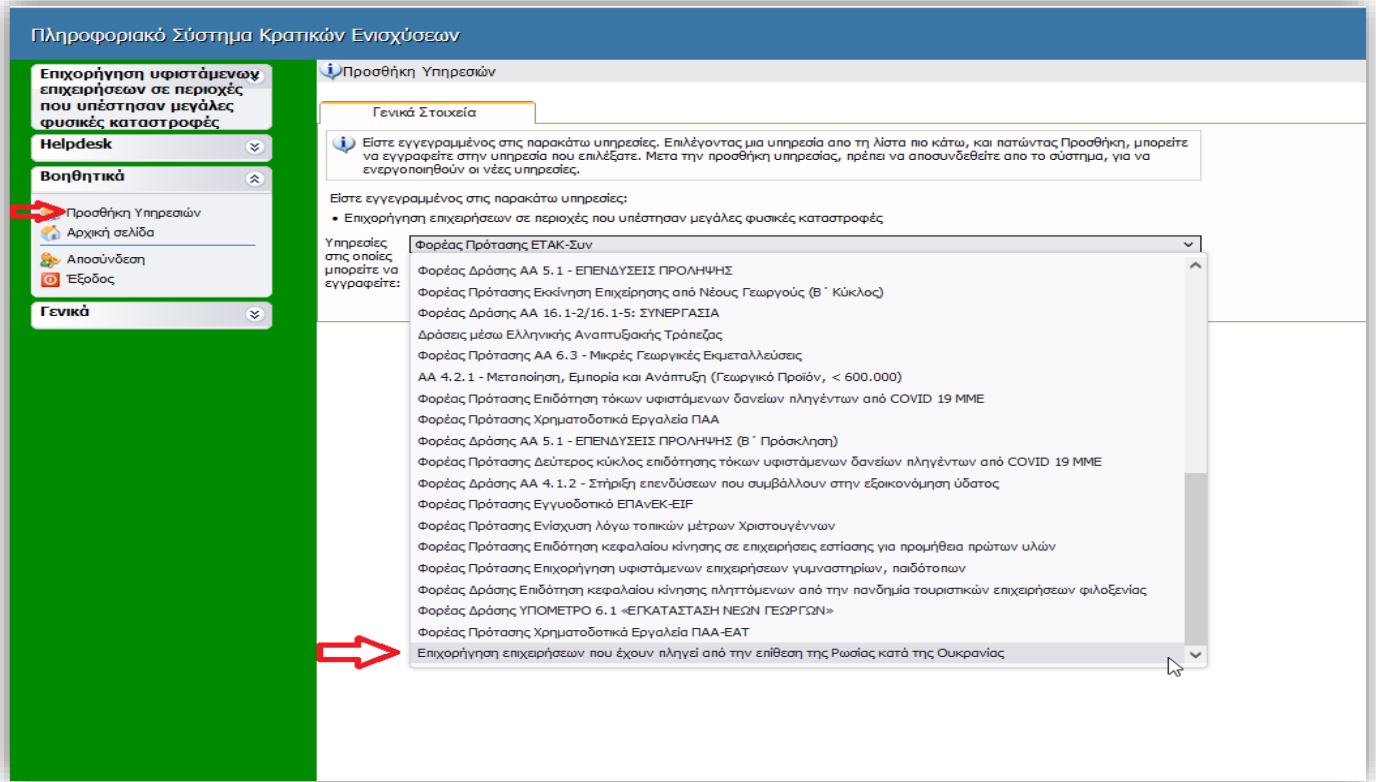 Πληροφοριακό Σύστημα Κρατικών Ενισχύσεων
Επιχορήγηση υφιστάμενων
επιχειρήσεων σε περιοχές
που υπέστησαν μεγάλες
φυσικές καταστροφές
Helpdesk
Βοηθητικά
Προσθήκη Υπηρεσιών
Αρχική σελίδα
Αποσύνδεση
Έξοδος
Γενικά
Προσθήκη Υπηρεσιών
Γενικά Στοιχεία
Είστε εγγεγραμμένος στις παρακάτω υπηρεσίες. Επιλέγοντας μια υπηρεσία απο τη λίστα πιο κάτω, και πατώντας Προσθήκη, μπορείτε
να εγγραφείτε στην υπηρεσία που επιλέξατε. Μετα την προσθήκη υπηρεσίας, πρέπει να αποσυνδεθείτε απο το σύστημα, για να
ενεργοποιηθούν οι νέες υπηρεσίες.
Είστε εγγεγραμμένος στις παρακάτω υπηρεσίες:
• Επιχορήγηση επιχειρήσεων σε περιοχές που υπέστησαν μεγάλες φυσικές καταστροφές
Υπηρεσίες
στις οποίες
μπορείτε να
εγγραφείτε:
Φορέας Πρότασης ΕΤΑΚ-Συν
Φορέας Δράσης ΑΑ 5.1 - ΕΠΕΝΔΥΣΕΙΣ ΠΡΟΛΗΨΗΣ
Φορέας Πρότασης Εκκίνηση Επιχείρησης από Νέους Γεωργούς (Β΄ Κύκλος)
Φορέας Δράσης ΑΑ 16.1-2/16.1-5: ΣΥΝΕΡΓΑΣΙΑ
Δράσεις μέσω Ελληνικής Αναπτυξιακής Τράπεζας
Φορέας Πρότασης ΑΑ 6.3 - Μικρές Γεωργικές Εκμεταλλεύσεις
ΑΑ 4.2.1 - Μεταποίηση, Εμπορία και Ανάπτυξη (Γεωργικό Προϊόν, < 600.000)
Φορέας Πρότασης Επιδότηση τόκων υφιστάμενων δανείων πληγέντων από COVID 19 ΜΜΕ
Φορέας Πρότασης Χρηματοδοτικά Εργαλεία ΠΑΑ
Φορέας Δράσης ΑΑ 5.1 - ΕΠΕΝΔΥΣΕΙΣ ΠΡΟΛΗΨΗΣ (Β΄ Πρόσκληση)
Φορέας Πρότασης Δεύτερος κύκλος επιδότησης τόκων υφιστάμενων δανείων πληγέντων από COVID 19 ΜΜΕ
Φορέας Δράσης ΑΑ 4.1.2 - Στήριξη επενδύσεων που συμβάλλουν στην εξοικονόμηση ύδατος
Φορέας Πρότασης Εγγυοδοτικό ΕΠΑνΕΚ-EIF
Φορέας Πρότασης Ενίσχυση λόγω τοπικών μέτρων Χριστουγέννων
Φορέας Πρότασης Επιδότηση κεφαλαίου κίνησης σε επιχειρήσεις εστίασης για προμήθεια πρώτων υλών
Φορέας Πρότασης Επιχορήγηση υφιστάμενων επιχειρήσεων γυμναστηρίων, παιδότοπων
Φορέας Δράσης Επιδότηση κεφαλαίου κίνησης πληττόμενων από την πανδημία τουριστικών επιχειρήσεων φιλοξενίας
Φορέας Δράσης ΥΠΟΜΕΤΡΟ 6.1 «ΕΓΚΑΤΑΣΤΑΣΗ ΝΕΩΝ ΓΕΩΡΓΩΝ»
Φορέας Πρότασης Χρηματοδοτικά Εργαλεία ΠΑΑ-ΕΑΤ
Επιχορήγηση επιχειρήσεων που έχουν πληγεί από την επίθεση της Ρωσίας κατά της Ουκρανίας